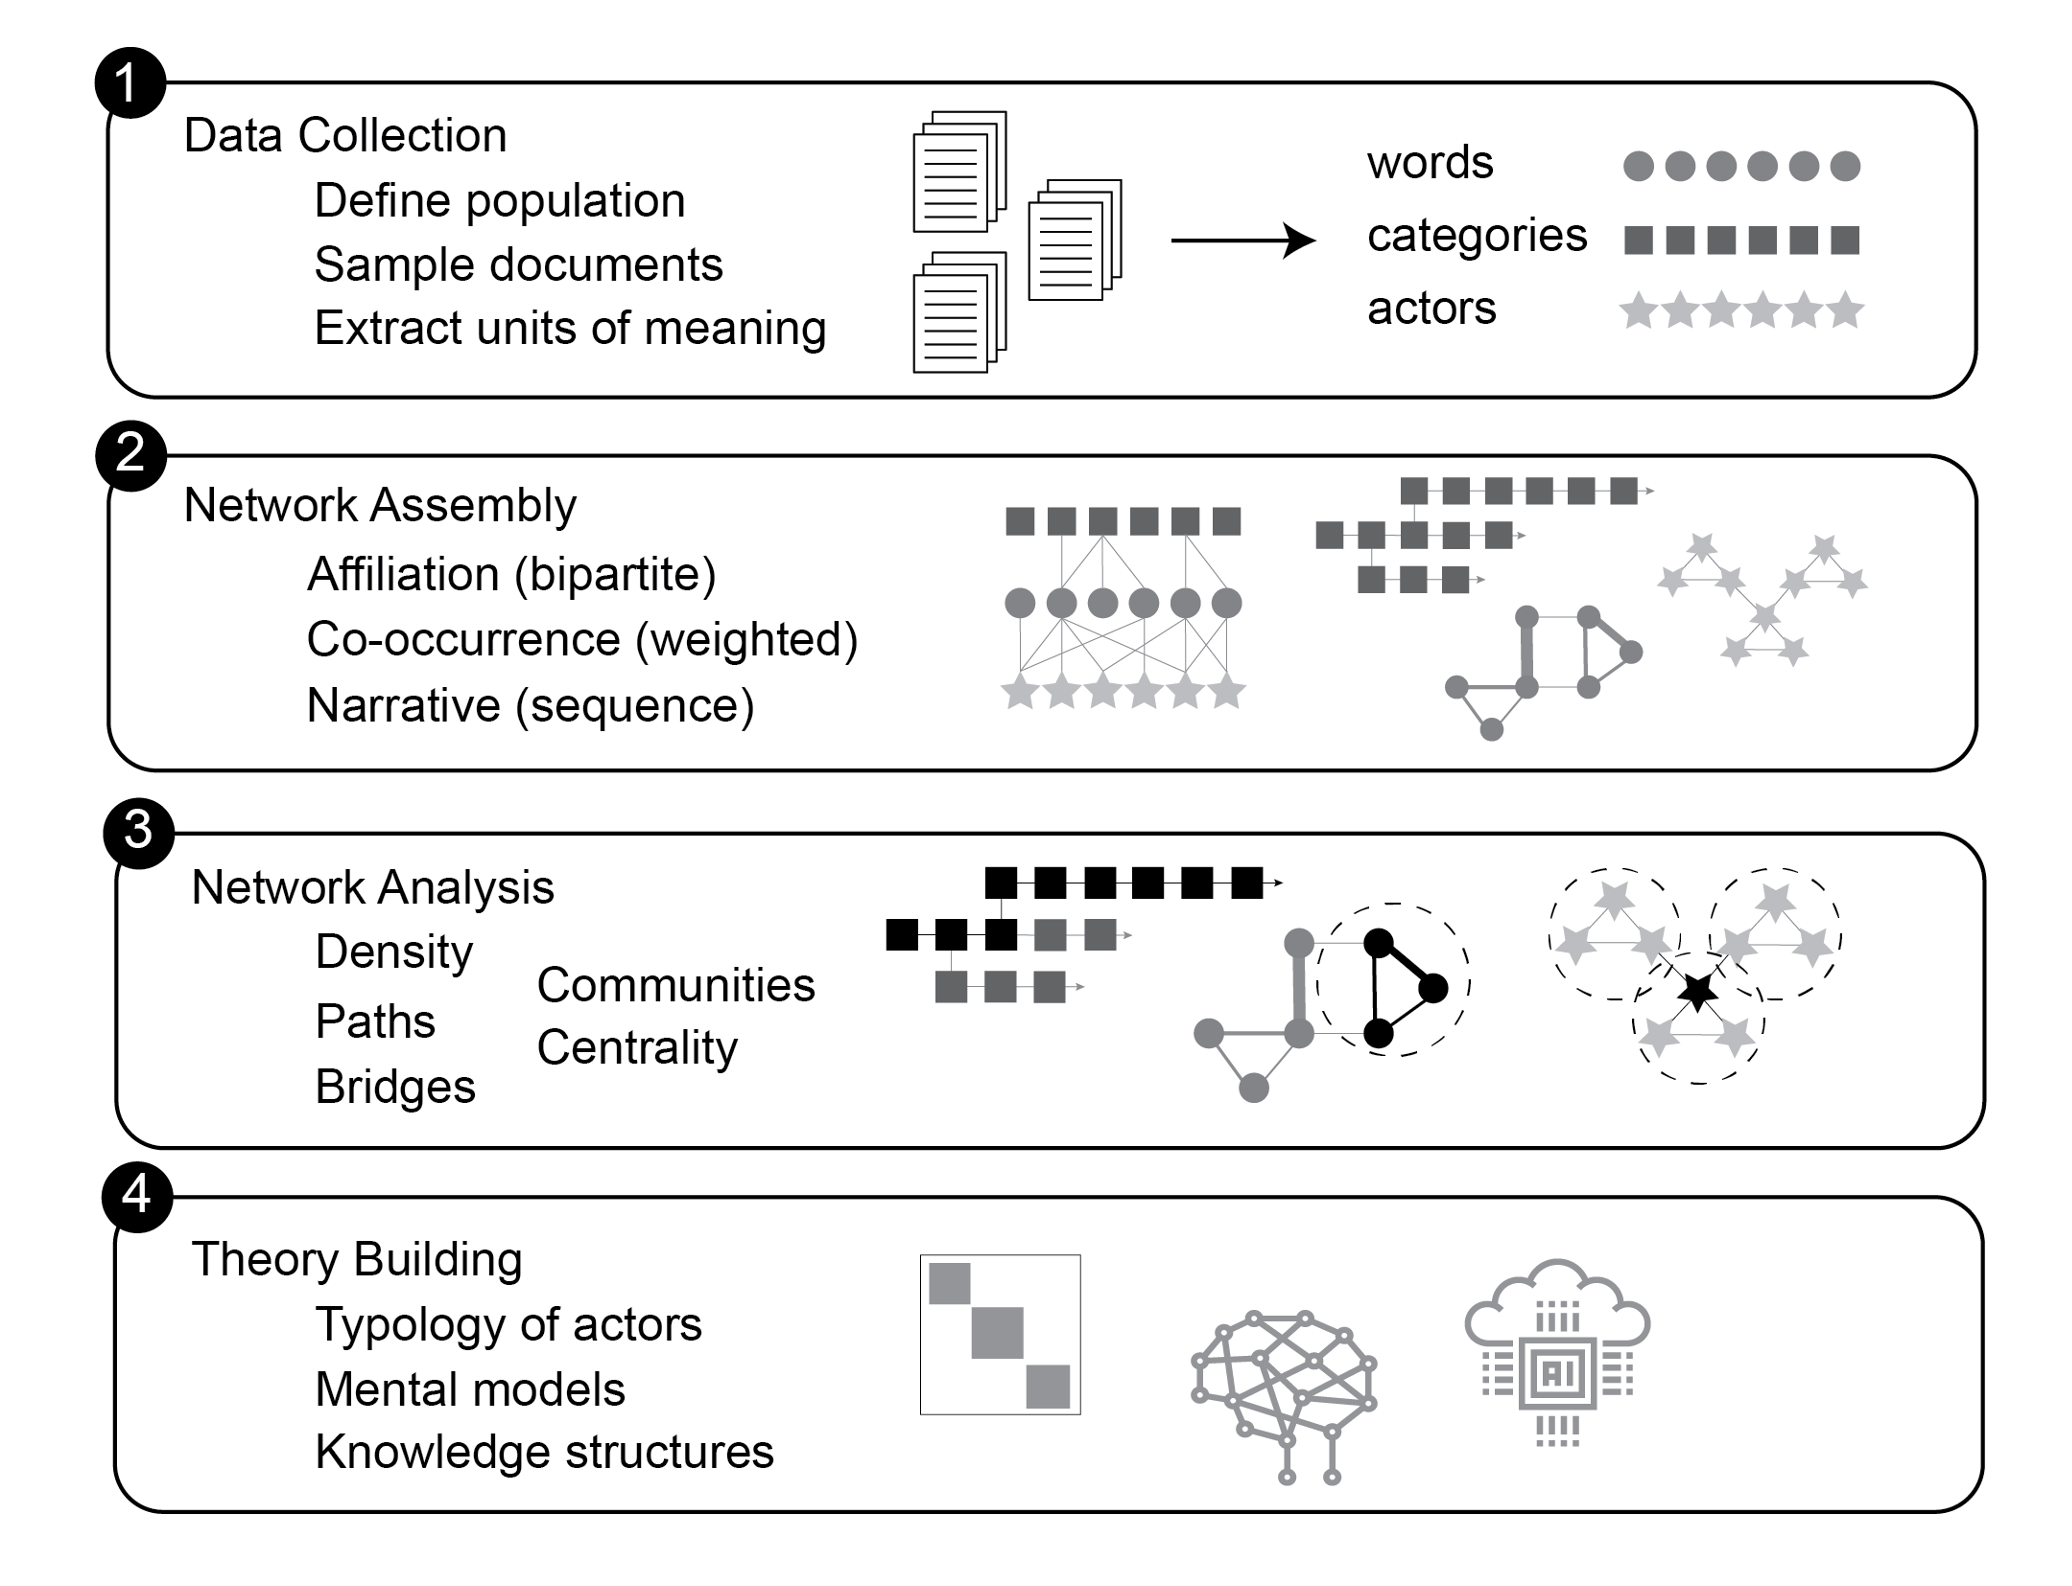 1
Data Collection
Define population
Sample documents
Extract units of meaning
words
categories
actors
2
Network Assembly
Affiliation (bipartite)
Co-occurrence (weighted)
Narrative (sequence)
3
Network Analysis
Density
Paths
Bridges
Communities
Centrality
4
Theory Building
Typology of actors
Mental models
Knowledge structures
AI